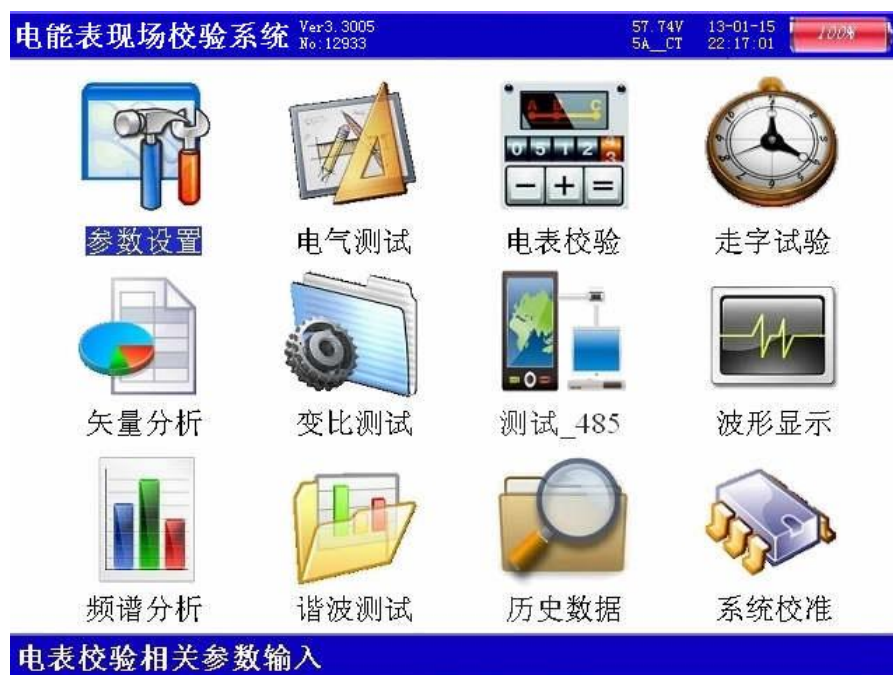 电能表现场校验系统 Ver3.3005 57.74V 13-01-15 100%
No:12933 5A__CT 22:17:01
参数设置 电气测试 电表校验 走字试验
矢量分析 变比测试 测试_485 波形显示
频谱分析 谐波测试 历史数据 系统校准
电表校验相关参数输入